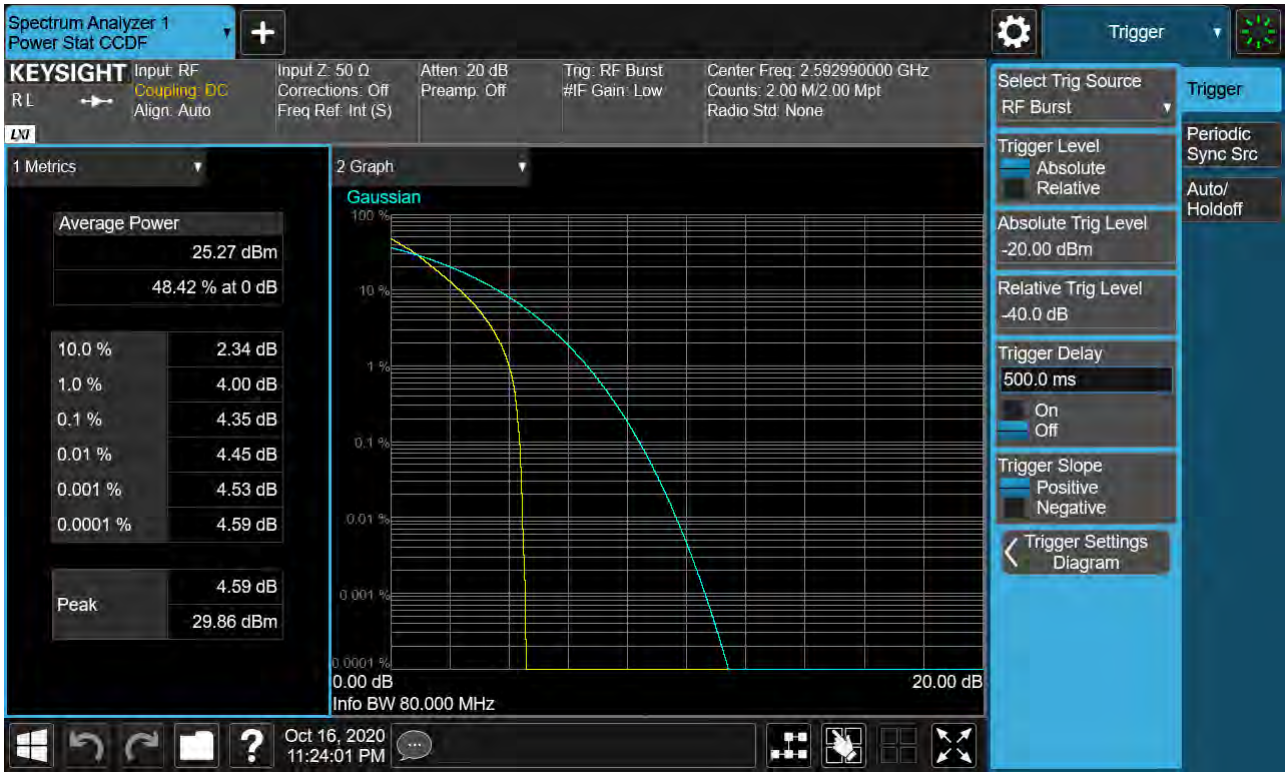 Spectrum Analyzer 1
Power Stat CCDF
+
Trigger
KEYSIGHT
RL
LXI
Input: RF
Coupling: DC
Align: Auto
Input Z: 50 Ω
Corrections: Off
Freq Ref: Int (S)
Atten: 20 dB
Preamp: Off
Trig: RF Burst
#IF Gain: Low
Center Freq: 2.592990000 GHz
Counts: 2.00 M/2.00 Mpt
Radio Std: None
1 Metrics
Average Power
25.27 dBm
48.42 % at 0 dB
10.0 % 2.34 dB
1.0 % 4.00 dB
0.1 % 4.35 dB
0.01 % 4.45 dB
0.001 % 4.53 dB
0.0001 % 4.59 dB
Peak
4.59 dB
29.86 dBm
2 Graph
Gaussian
100 %
10 %
1 %
0.1 %
0.01 %
0.001 %
0.0001 %
0.00 dB 20.00 dB
Info BW 80.000 MHz
Select Trig Source
RF Burst
Trigger Level
Absolute
Relative
Absolute Trig Level
-20.00 dBm
Relative Trig Level
-40.0 dB
Trigger Delay
500.0 ms
On
Off
Trigger Slope
Positive
Negative
Trigger Settings
Diagram
Trigger
Periodic
Sync Src
Auto/
Holdoff
?
Oct 16, 2020
11:24:01 PM